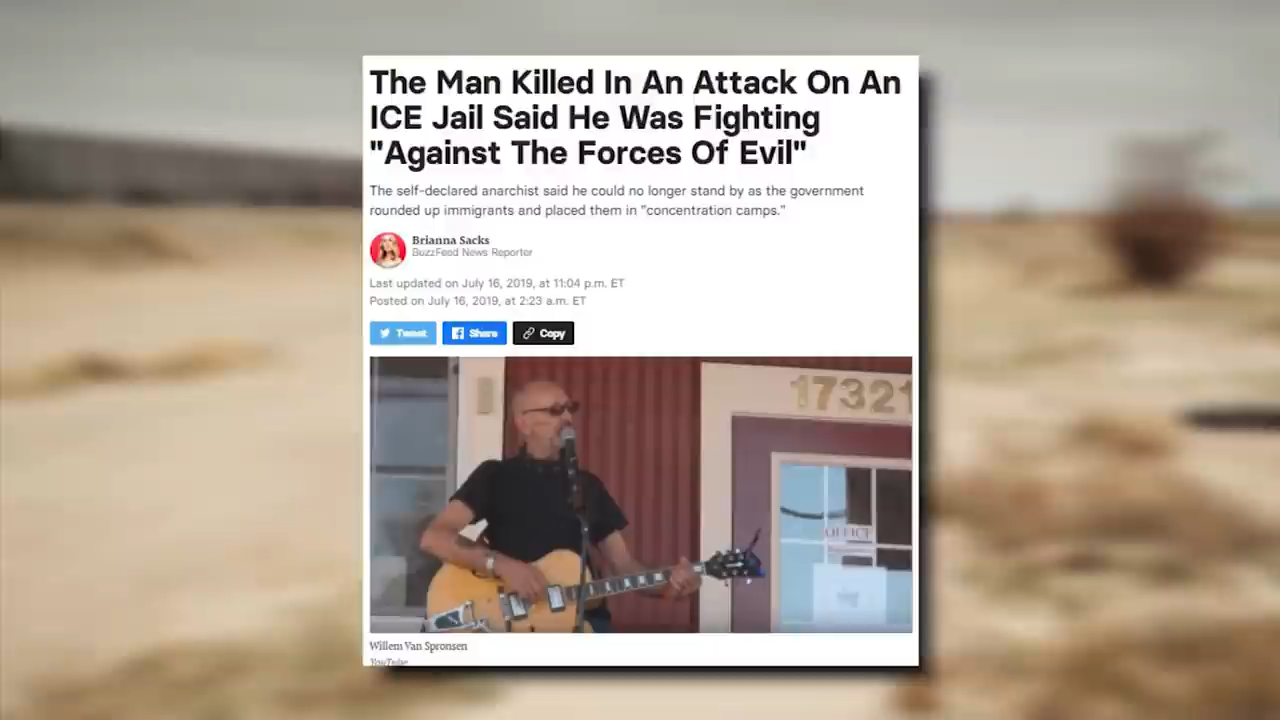 The Man Killed In An Attack On An
ICE Jail Said He Was Fighting
"Against The Forces Of Evil"
The self-declared anarchist said he could no longer stand by as the government
rounded up immigrants and placed them in "concentration camps."
Brianna Sacks
BuzzFeed News Reporter
Last updated on July 16, 2019, at 11:04 p.m. ET
Posted on July 16, 2019, at 2:23 a.m. ET
Tweet Share Copy
17321
OFFICE
Willem Van Spronsen
YouTube